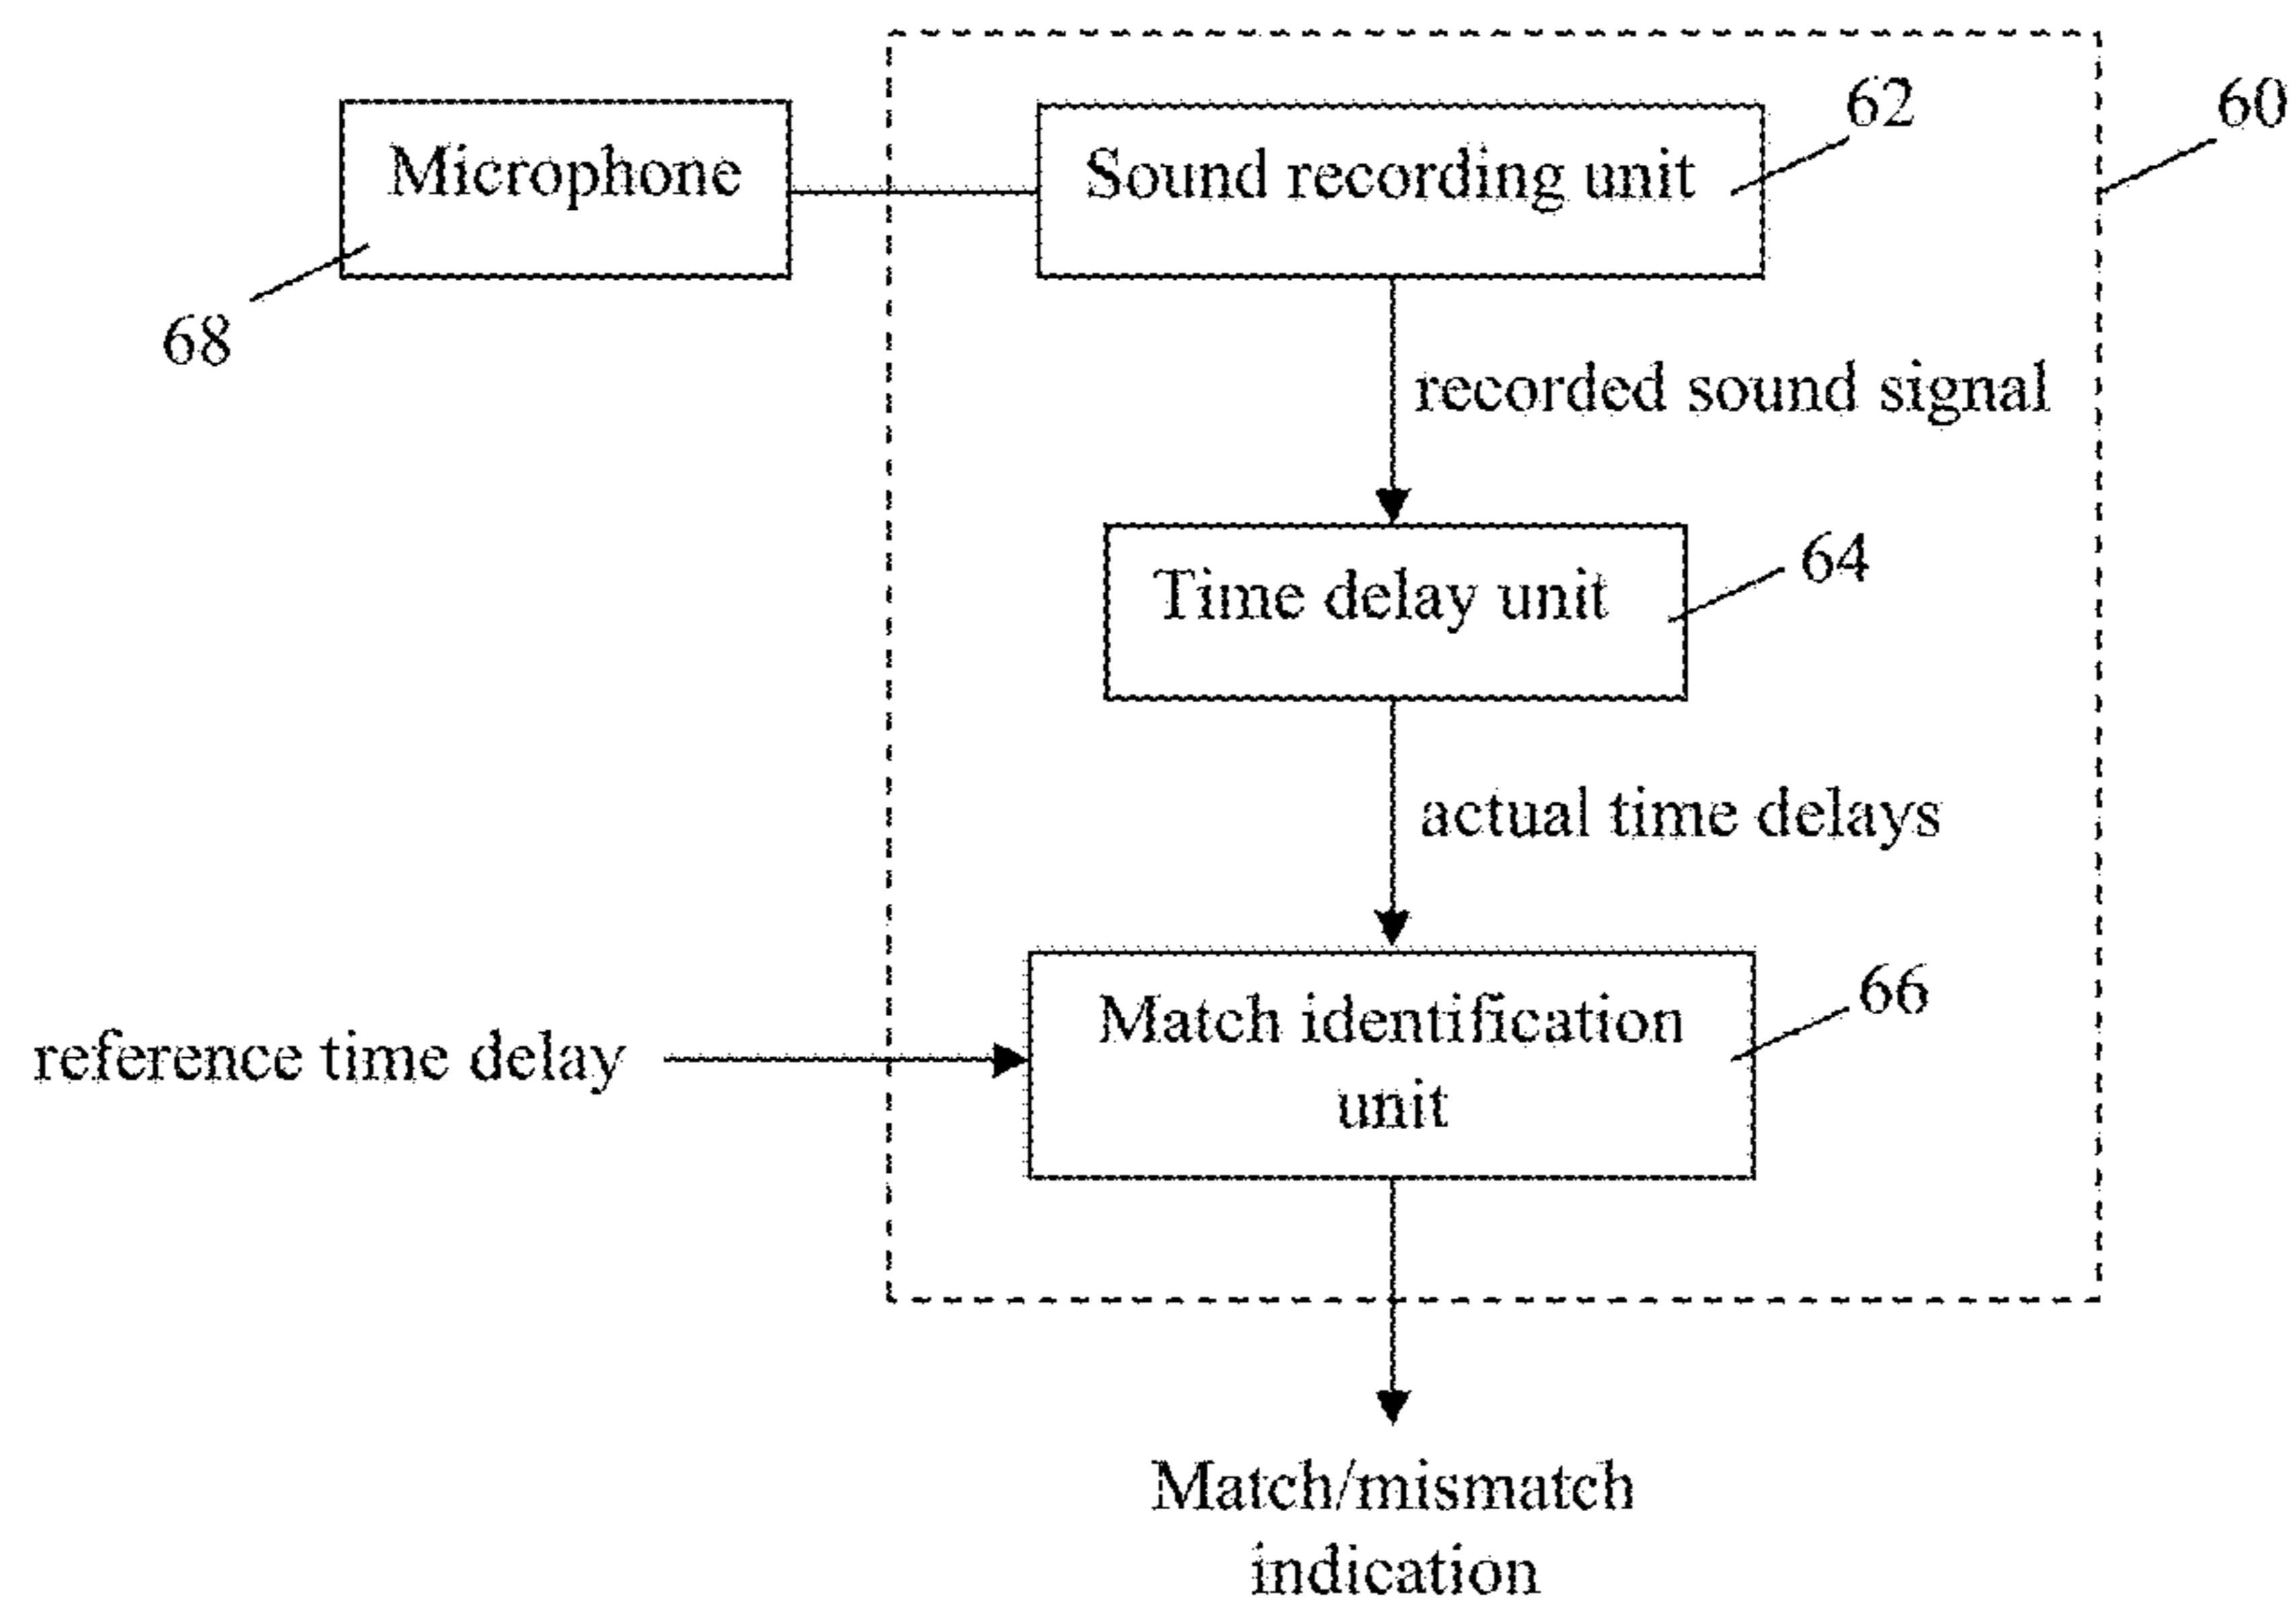 60
62
Microphone
Sound recording unit
68
recorded sound signal
64
Time delay unit
actual time delays
66
Match identification
unit
reference time delay
Match/mismatch
indication